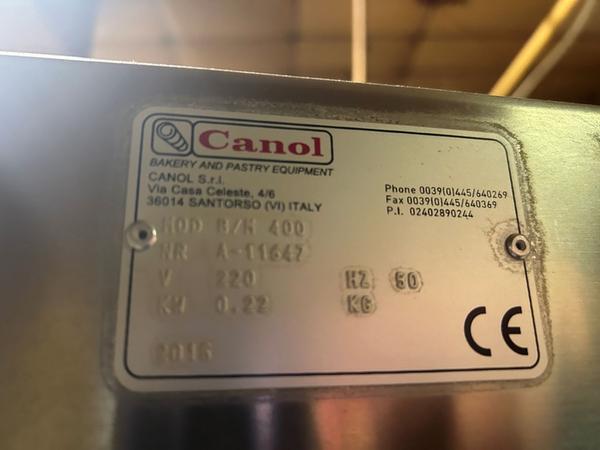 Canol
BAKERY AND PASTRY EQUIPMENT
CANOL S.r.l.
Via Casa Celeste, 4/6
36014 SANTORSO (VI) ITALY
Phone 0039(0)445/640269
Fax 0039(0)445/640369
P.I. 02402890244
MOD B/M 400
NR A-11647
V 220 HZ 50
KW 0.22 KG
2016
CE